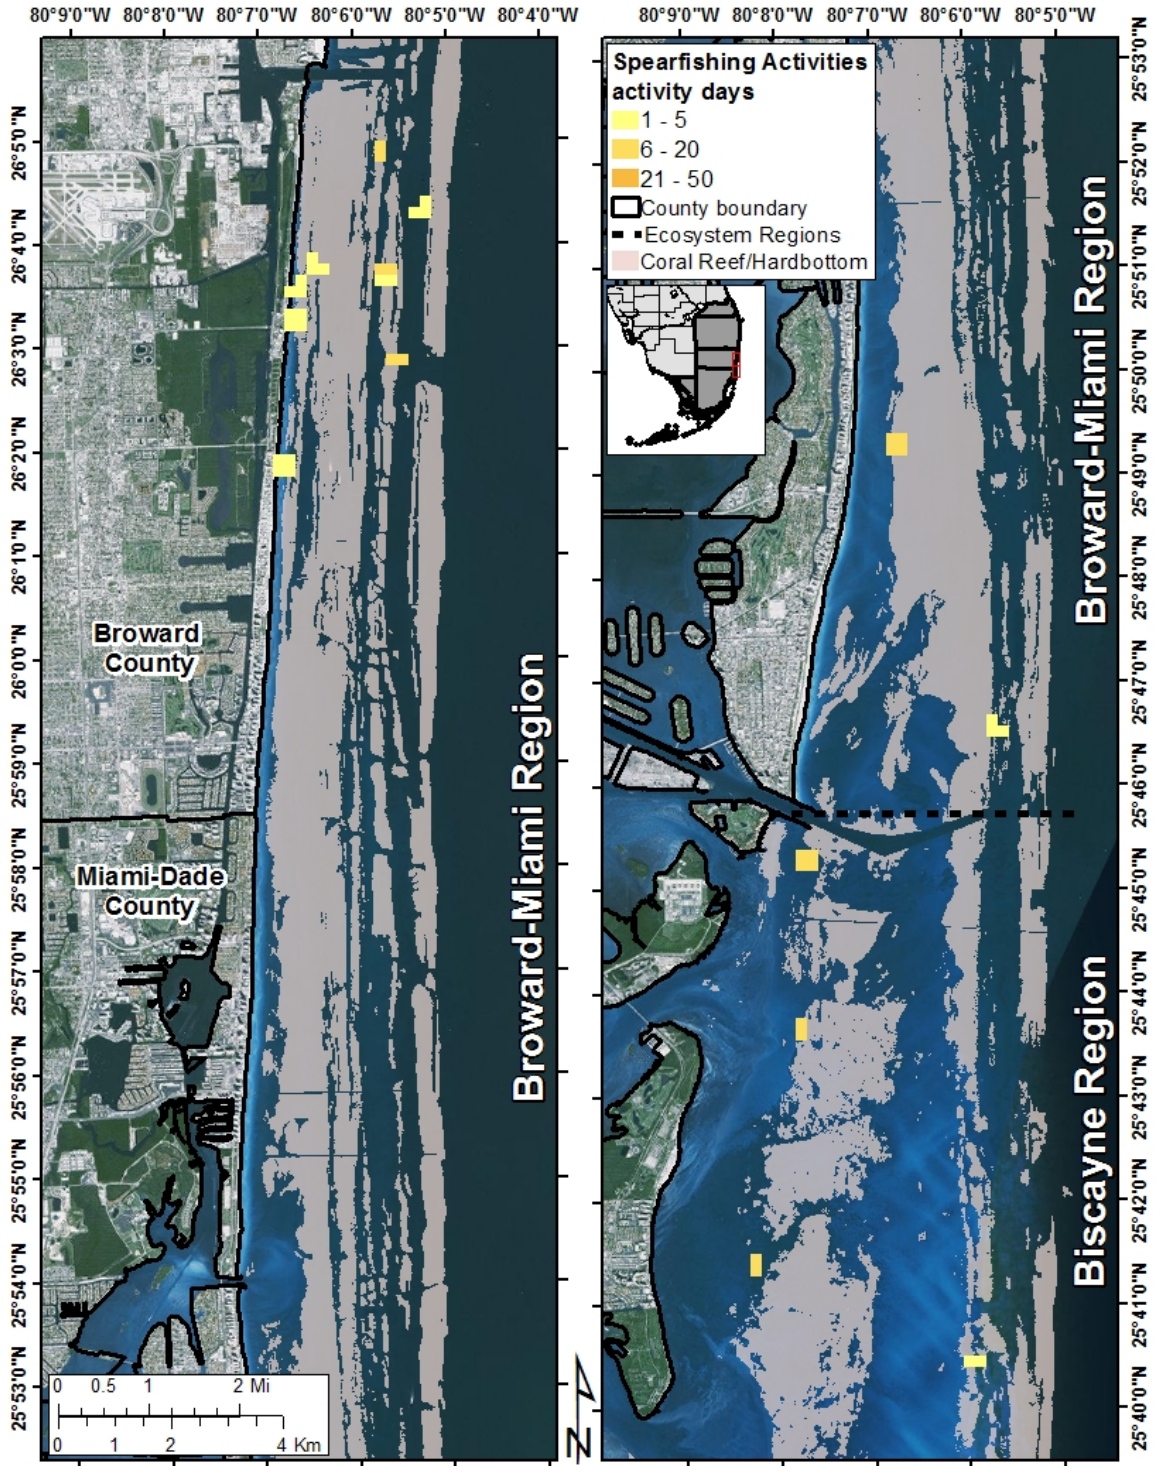 80°9'0"W 80°8'0"W 80°7'0"W 80°6'0"W 80°5'0"W 80°4'0"W
80°9'0"W 80°8'0"W 80°7'0"W 80°6'0"W 80°5'0"W
26°5'0"N
26°4'0"N
26°3'0"N
26°2'0"N
26°1'0"N
26°0'0"N
25°59'0"N
25°58'0"N
25°57'0"N
25°56'0"N
25°55'0"N
25°54'0"N
25°53'0"N
Broward
County
Miami-Dade
County
Broward-Miami Region
0 0.5 1 2 Mi
0 1 2 4 Km
N
Spearfishing Activities
activity days
1 - 5
6 - 20
21 - 50
County boundary
Ecosystem Regions
Coral Reef/Hardbottom
Broward-Miami Region
Biscayne Region
25°53'0"N
25°52'0"N
25°51'0"N
25°50'0"N
25°49'0"N
25°48'0"N
25°47'0"N
25°46'0"N
25°45'0"N
25°44'0"N
25°43'0"N
25°42'0"N
25°41'0"N
25°40'0"N